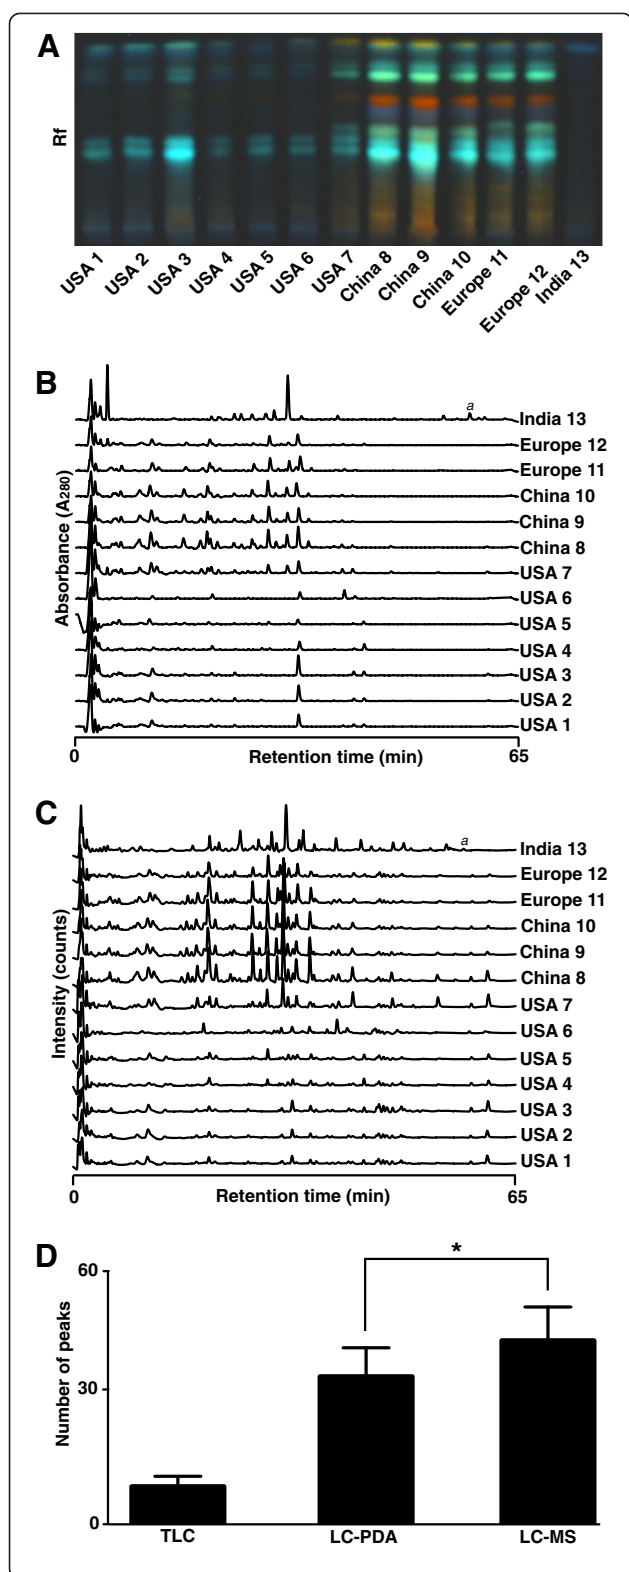 A
Rf
USA 1
USA 2
USA 3
USA 4
USA 5
USA 6
USA 7
China 8
China 9
China 10
Europe 11
Europe 12
India 13
B
Absorbance (A280)
a
India 13
Europe 12
Europe 11
China 10
China 9
China 8
USA 7
USA 6
USA 5
USA 4
USA 3
USA 2
USA 1
0
Retention time (min)
65
C
Intensity (counts)
a
India 13
Europe 12
Europe 11
China 10
China 9
China 8
USA 7
USA 6
USA 5
USA 4
USA 3
USA 2
USA 1
0
Retention time (min)
65
D
Number of peaks
60
30
0
*
TLC
LC-PDA
LC-MS